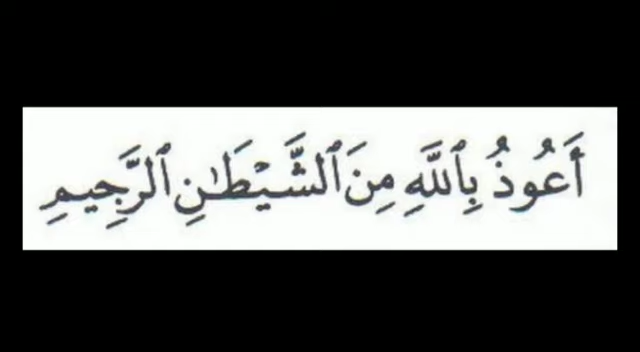 أَعُوذُ بِٱللَّهِ مِنَ ٱلشَّيْطَٰنِ ٱلرَّجِيمِ